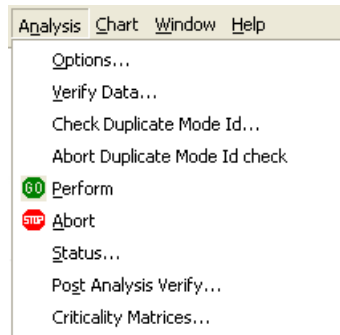 Analysis Chart Window Help
Options...
Verify Data...
Check Duplicate Mode Id...
Abort Duplicate Mode Id check
GO Perform
STOP Abort
Status...
Post Analysis Verify...
Criticality Matrices...